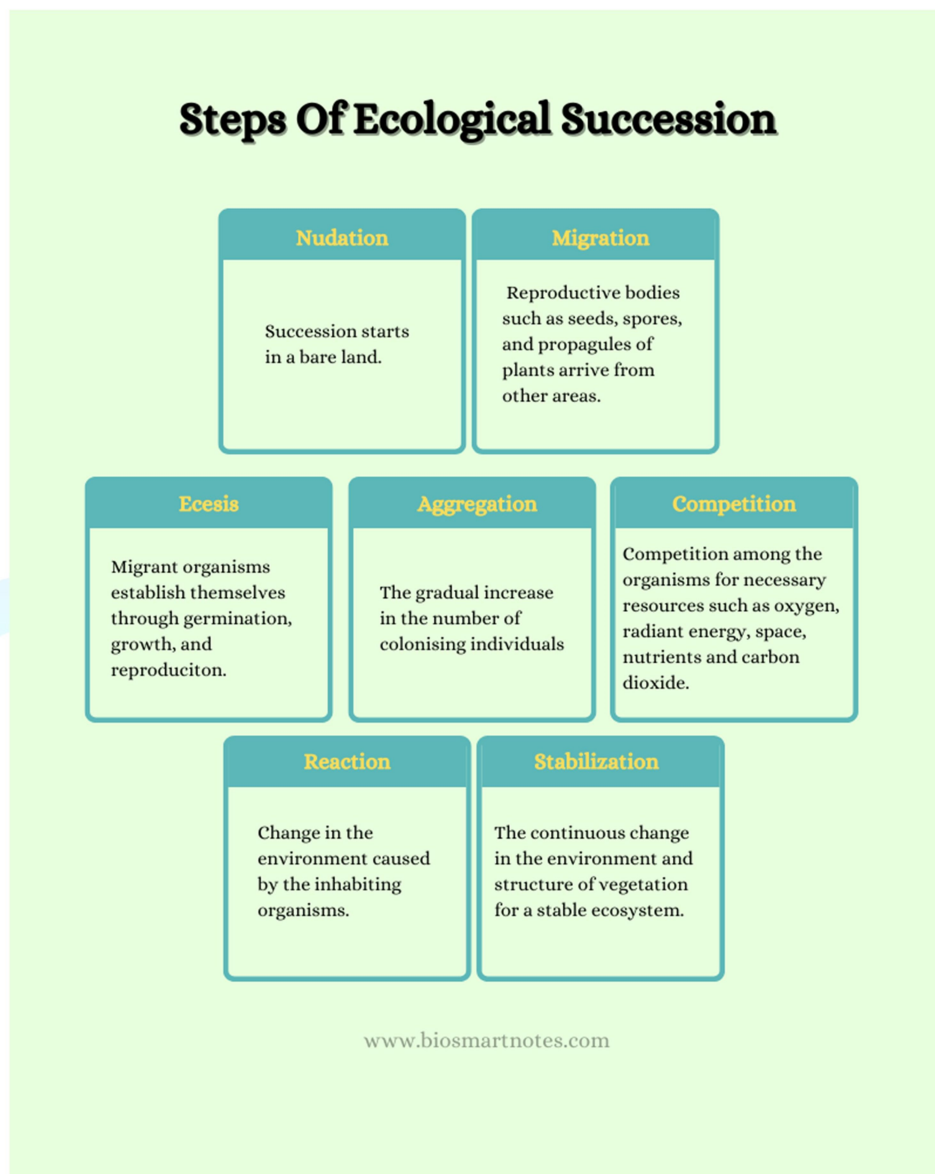 Steps Of Ecological Succession
Nudation
Succession starts
in a bare land.
Migration
Reproductive bodies
such as seeds, spores,
and propagules of
plants arrive from
other areas.
Ecesis
Migrant organisms
establish themselves
through germination,
growth, and
reproduciton.
Aggregation
The gradual increase
in the number of
colonising individuals
Competition
Competition among the
organisms for necessary
resources such as oxygen,
radiant energy, space,
nutrients and carbon
dioxide.
Reaction
Change in the
environment caused
by the inhabiting
organisms.
Stabilization
The continuous change
in the environment and
structure of vegetation
for a stable ecosystem.
www.biosmartnotes.com